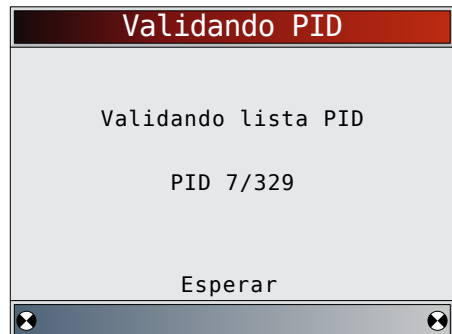 Validando PID
Validando lista PID
PID 7/329
Esperar